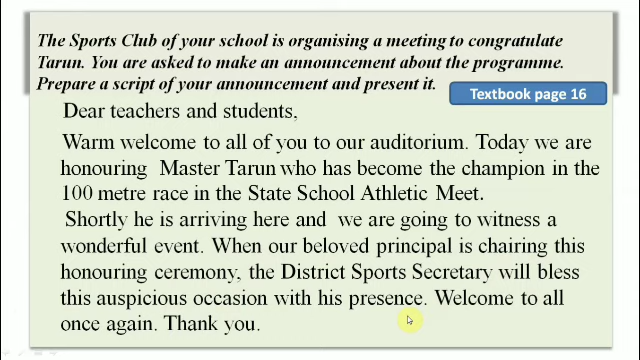 The Sports Club of your school is organising a meeting to congratulate
Tarun. You are asked to make an announcement about the programme.
Prepare a script of your announcement and present it.
Textbook page 16
Dear teachers and students,
Warm welcome to all of you to our auditorium. Today we are
honouring Master Tarun who has become the champion in the
100 metre race in the State School Athletic Meet.
Shortly he is arriving here and we are going to witness a
wonderful event. When our beloved principal is chairing this
honouring ceremony, the District Sports Secretary will bless
this auspicious occasion with his presence. Welcome to all
once again. Thank you.